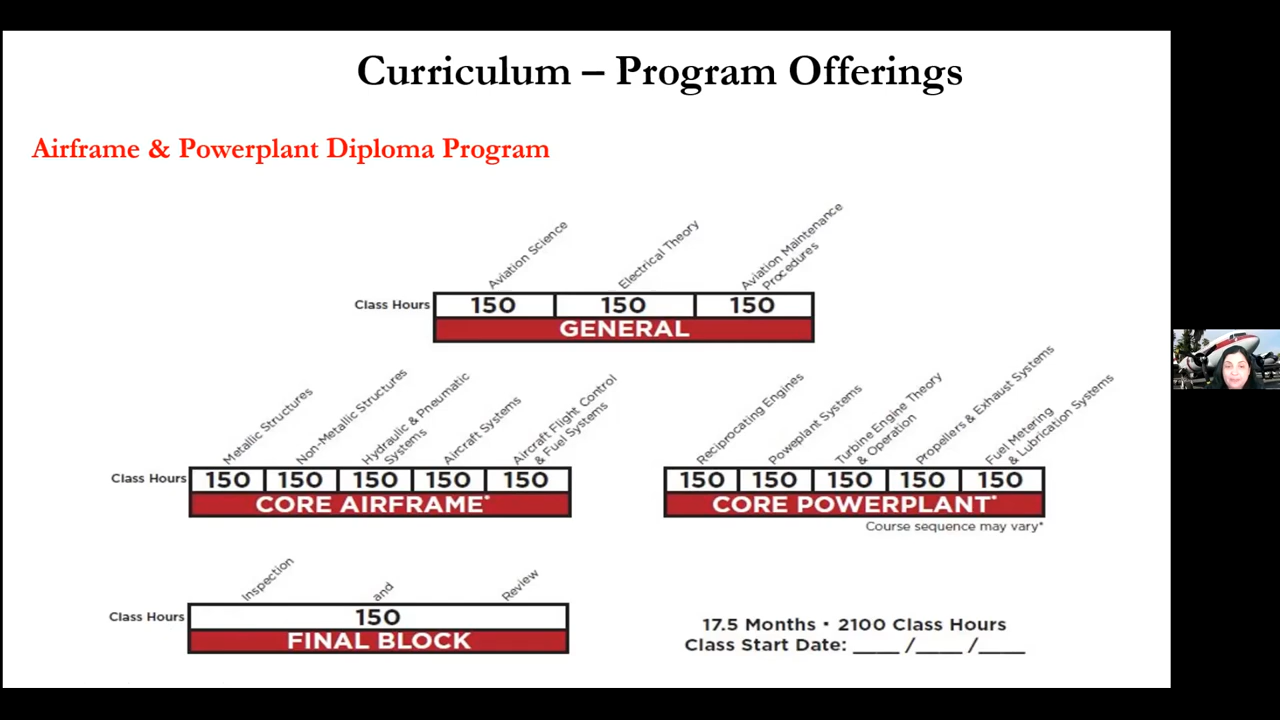 Curriculum – Program Offerings
Airframe & Powerplant Diploma Program
Aviation Science
Electrical Theory
Aviation Maintenance
Procedures
Class Hours
150
150
150
GENERAL
Metallic Structures
Non-Metallic Structures
Hydraulic & Pneumatic
Systems
Aircraft Systems
Aircraft Flight Control
& Fuel Systems
Class Hours
150
150
150
150
150
CORE AIRFRAME*
Reciprocating Engines
Poweplant Systems
Turbine Engine Theory
& Operation
Propellers & Exhaust Systems
Fuel Metering
& Lubrication Systems
150
150
150
150
150
CORE POWERPLANT*
Course sequence may vary*
Inspection
and
Review
Class Hours
150
FINAL BLOCK
17.5 Months • 2100 Class Hours
Class Start Date: ____ /____ /____